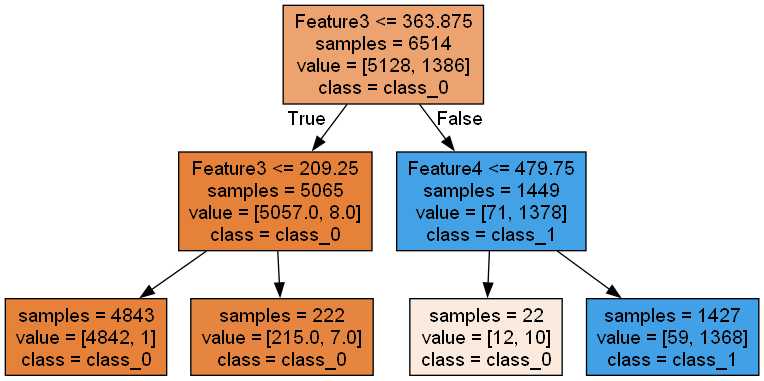 Feature3 <= 363.875
samples = 6514
value = [5128, 1386]
class = class_0
True
False
Feature3 <= 209.25
samples = 5065
value = [5057.0, 8.0]
class = class_0
Feature4 <= 479.75
samples = 1449
value = [71, 1378]
class = class_1
samples = 4843
value = [4842, 1]
class = class_0
samples = 222
value = [215.0, 7.0]
class = class_0
samples = 22
value = [12, 10]
class = class_0
samples = 1427
value = [59, 1368]
class = class_1